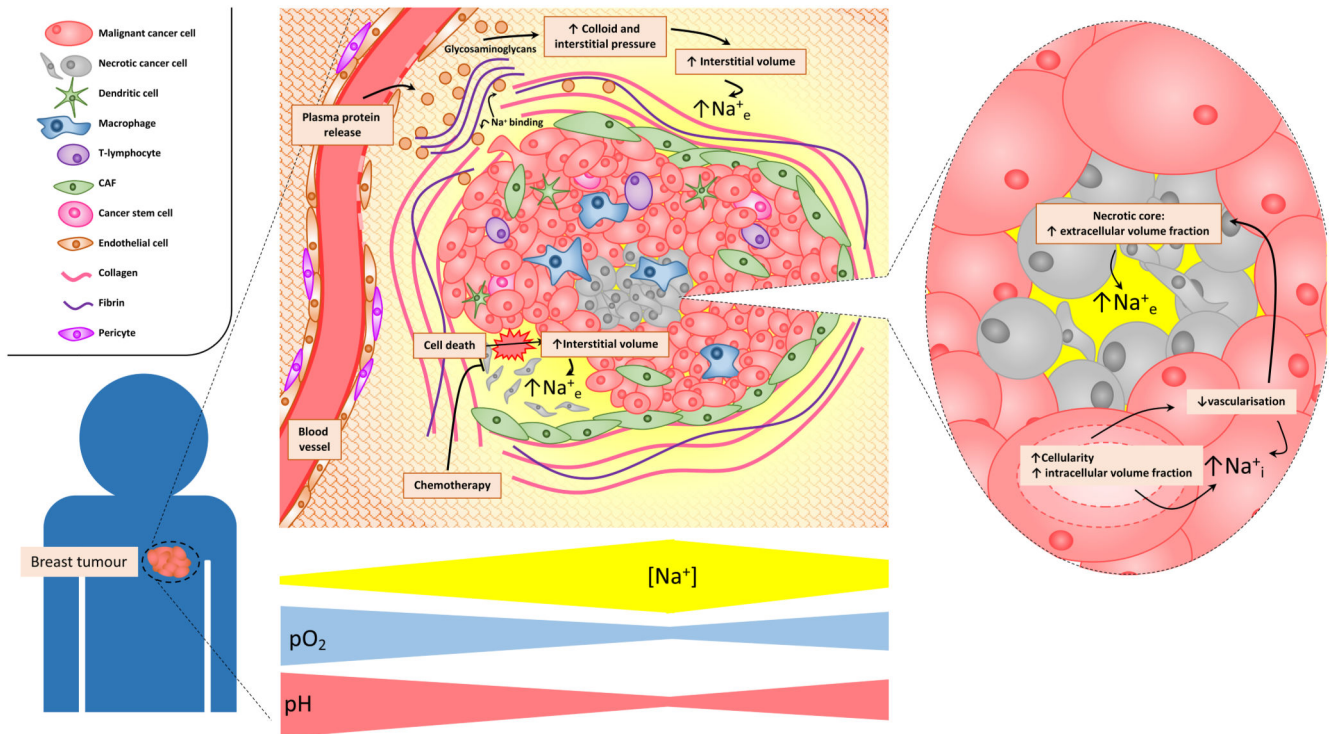 Malignant cancer cell
Necrotic cancer cell
Dendritic cell
Macrophage
T-lymphocyte
CAF
Cancer stem cell
Endothelial cell
Collagen
Fibrin
Pericyte
Breast tumour
Glycosaminoglycans
↑ Colloid and
interstitial pressure
↑ Interstitial volume
↑Na⁺ₑ
Plasma protein
release
Na⁺ binding
Cell death
↑Interstitial volume
↑Na⁺ₑ
Blood
vessel
Chemotherapy
Necrotic core:
↑ extracellular volume fraction
↑Na⁺ₑ
↓vascularisation
↑Cellularity
↑ intracellular volume fraction
↑Na⁺ᵢ
[Na⁺]
pO₂
pH